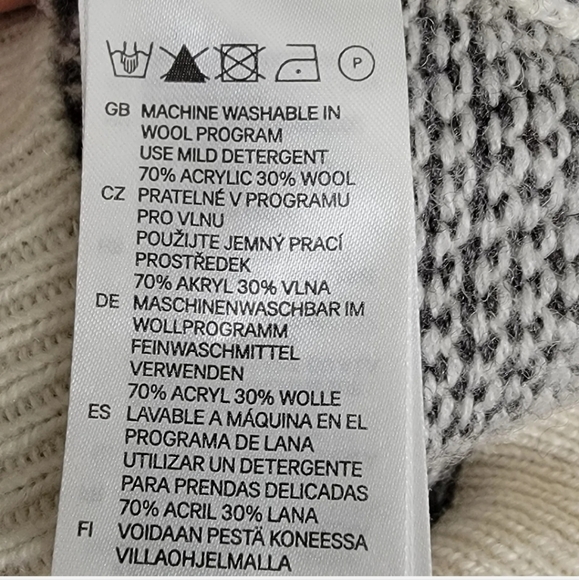 P
GB MACHINE WASHABLE IN
WOOL PROGRAM
USE MILD DETERGENT
70% ACRYLIC 30% WOOL
CZ PRATELNÉ V PROGRAMU
PRO VLNU
POUŽIJTE JEMNÝ PRACÍ
PROSTŘEDEK
70% AKRYL 30% VLNA
DE MASCHINENWASCHBAR IM
WOLLPROGRAMM
FEINWASCHMITTEL
VERWENDEN
70% ACRYL 30% WOLLE
ES LAVABLE A MÁQUINA EN EL
PROGRAMA DE LANA
UTILIZAR UN DETERGENTE
PARA PRENDAS DELICADAS
70% ACRIL 30% LANA
FI VOIDAAN PESTÄ KONEESSA
VILLAOHJELMALLA